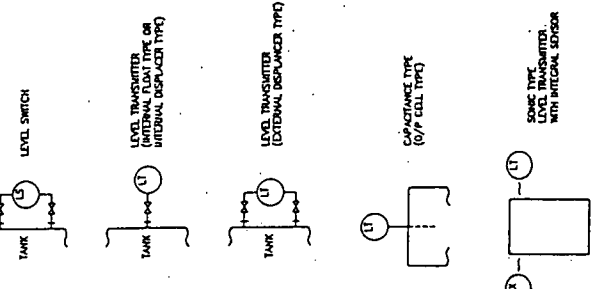 LEVEL SWITCH
LS
TANK
LEVEL TRANSMITTER
(INTERNAL FLOAT TYPE OR
INTERNAL DISPLACER TYPE)
LT
TANK
LEVEL TRANSMITTER
(EXTERNAL DISPLANCER TYPE)
LT
TANK
CAPACITANCE TYPE
(D/P CELL TYPE)
LT
SONIC TYPE
LEVEL TRANSMITTER
WITH INTEGRAL SENSOR
LT